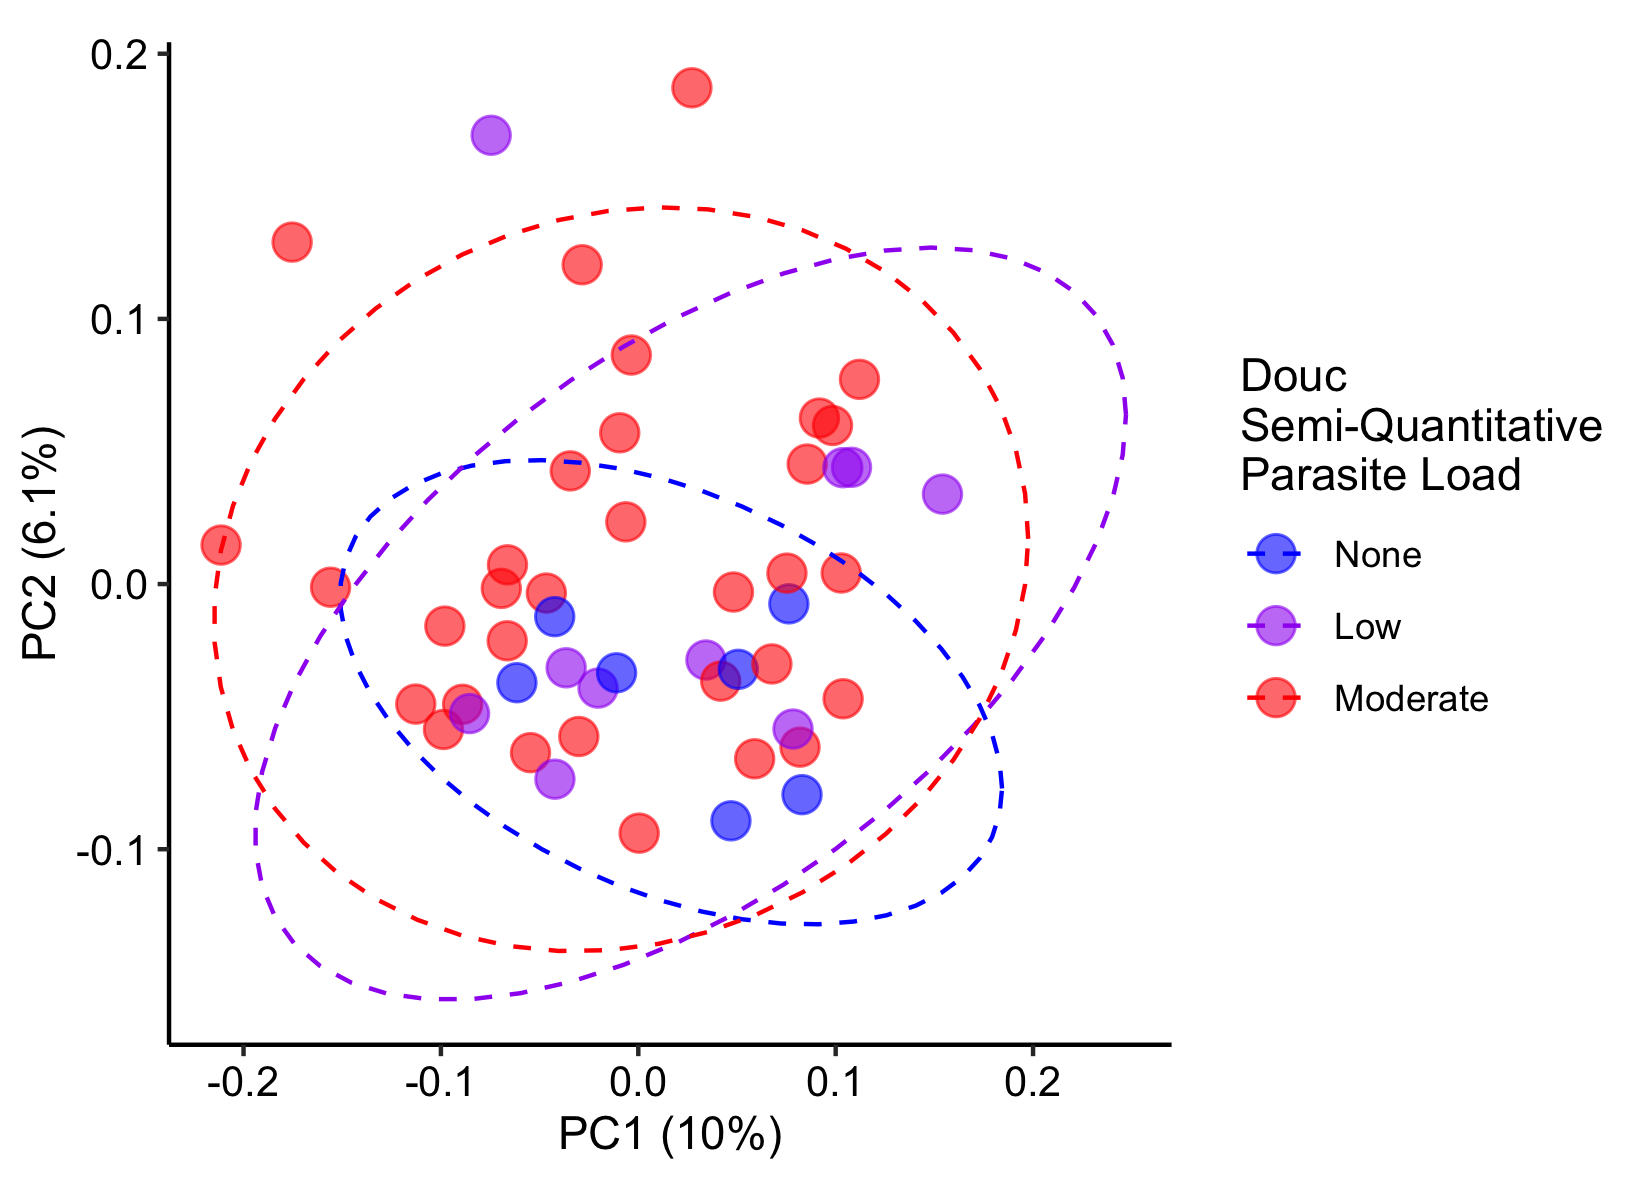 0.2
0.1
0.0
-0.1
PC2 (6.1%)
-0.2
-0.1
0.0
0.1
0.2
PC1 (10%)
Douc
Semi-Quantitative
Parasite Load
None
Low
Moderate